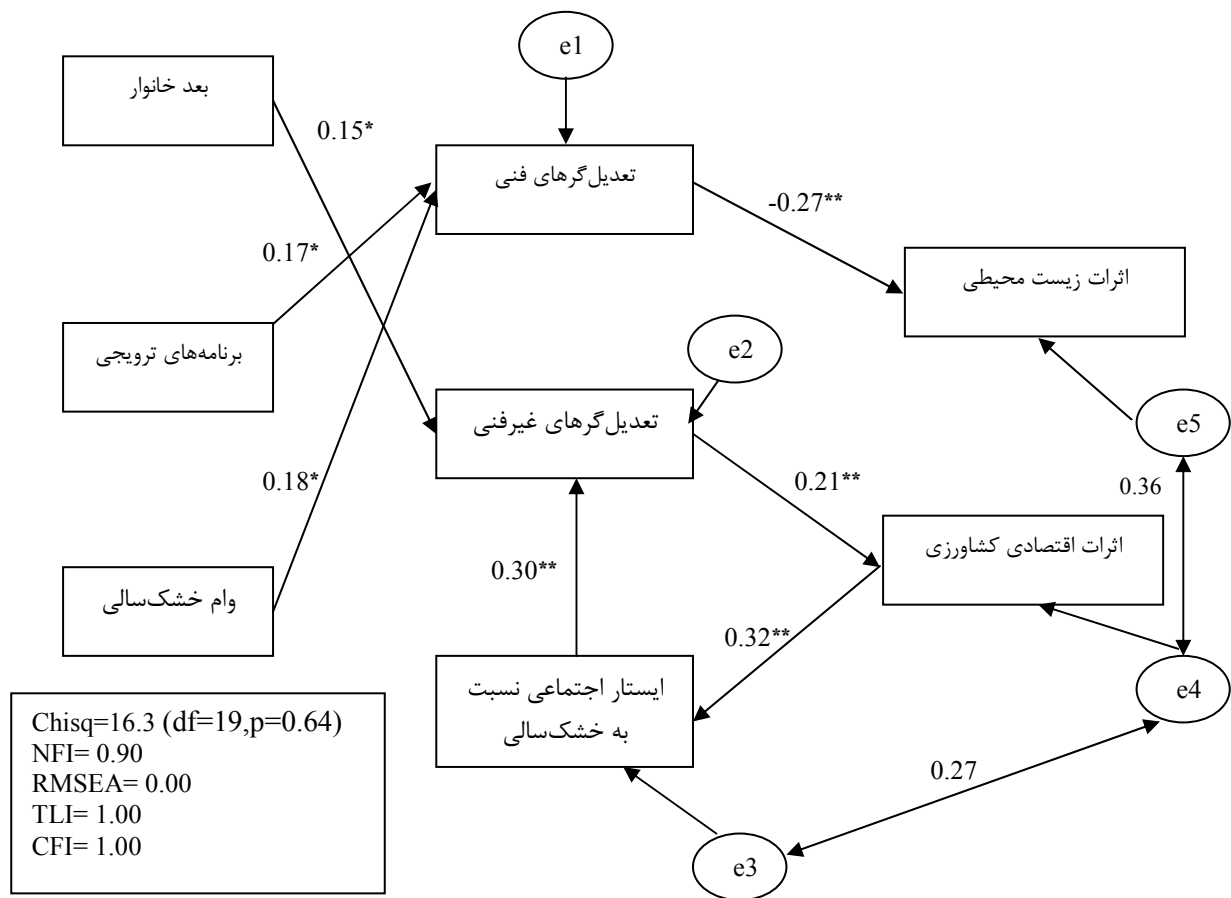 e1
بعد خانوار
0.15*
تعدیل‌گرهای فنی
-0.27**
0.17*
اثرات زیست محیطی
برنامه‌های ترویجی
e2
تعدیل‌گرهای غیرفنی
e5
0.18*
0.21**
0.36
اثرات اقتصادی کشاورزی
وام خشک‌سالی
0.30**
0.32**
ایستار اجتماعی نسبت
به خشک‌سالی
e4
Chisq=16.3 (df=19,p=0.64)
NFI= 0.90
RMSEA= 0.00
TLI= 1.00
CFI= 1.00
0.27
e3